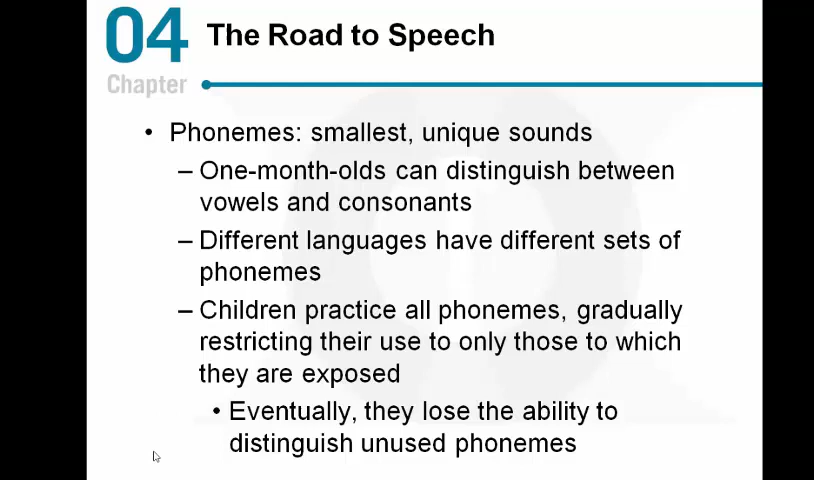 04 The Road to Speech
Chapter
• Phonemes: smallest, unique sounds
– One-month-olds can distinguish between
vowels and consonants
– Different languages have different sets of
phonemes
– Children practice all phonemes, gradually
restricting their use to only those to which
they are exposed
• Eventually, they lose the ability to
distinguish unused phonemes